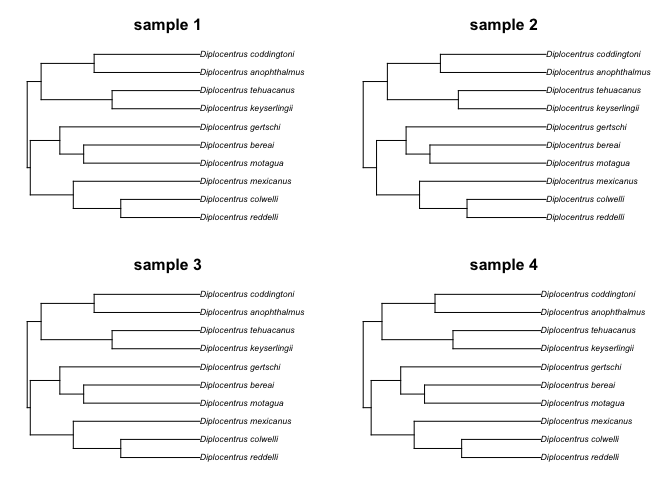 sample 1
Diplocentrus coddingtoni
Diplocentrus anophthalmus
Diplocentrus tehuacanus
Diplocentrus keyserlingii
Diplocentrus gertschi
Diplocentrus bereai
Diplocentrus motagua
Diplocentrus mexicanus
Diplocentrus colwelli
Diplocentrus reddelli
sample 2
Diplocentrus coddingtoni
Diplocentrus anophthalmus
Diplocentrus tehuacanus
Diplocentrus keyserlingii
Diplocentrus gertschi
Diplocentrus bereai
Diplocentrus motagua
Diplocentrus mexicanus
Diplocentrus colwelli
Diplocentrus reddelli
sample 3
Diplocentrus coddingtoni
Diplocentrus anophthalmus
Diplocentrus tehuacanus
Diplocentrus keyserlingii
Diplocentrus gertschi
Diplocentrus bereai
Diplocentrus motagua
Diplocentrus mexicanus
Diplocentrus colwelli
Diplocentrus reddelli
sample 4
Diplocentrus coddingtoni
Diplocentrus anophthalmus
Diplocentrus tehuacanus
Diplocentrus keyserlingii
Diplocentrus gertschi
Diplocentrus bereai
Diplocentrus motagua
Diplocentrus mexicanus
Diplocentrus colwelli
Diplocentrus reddelli